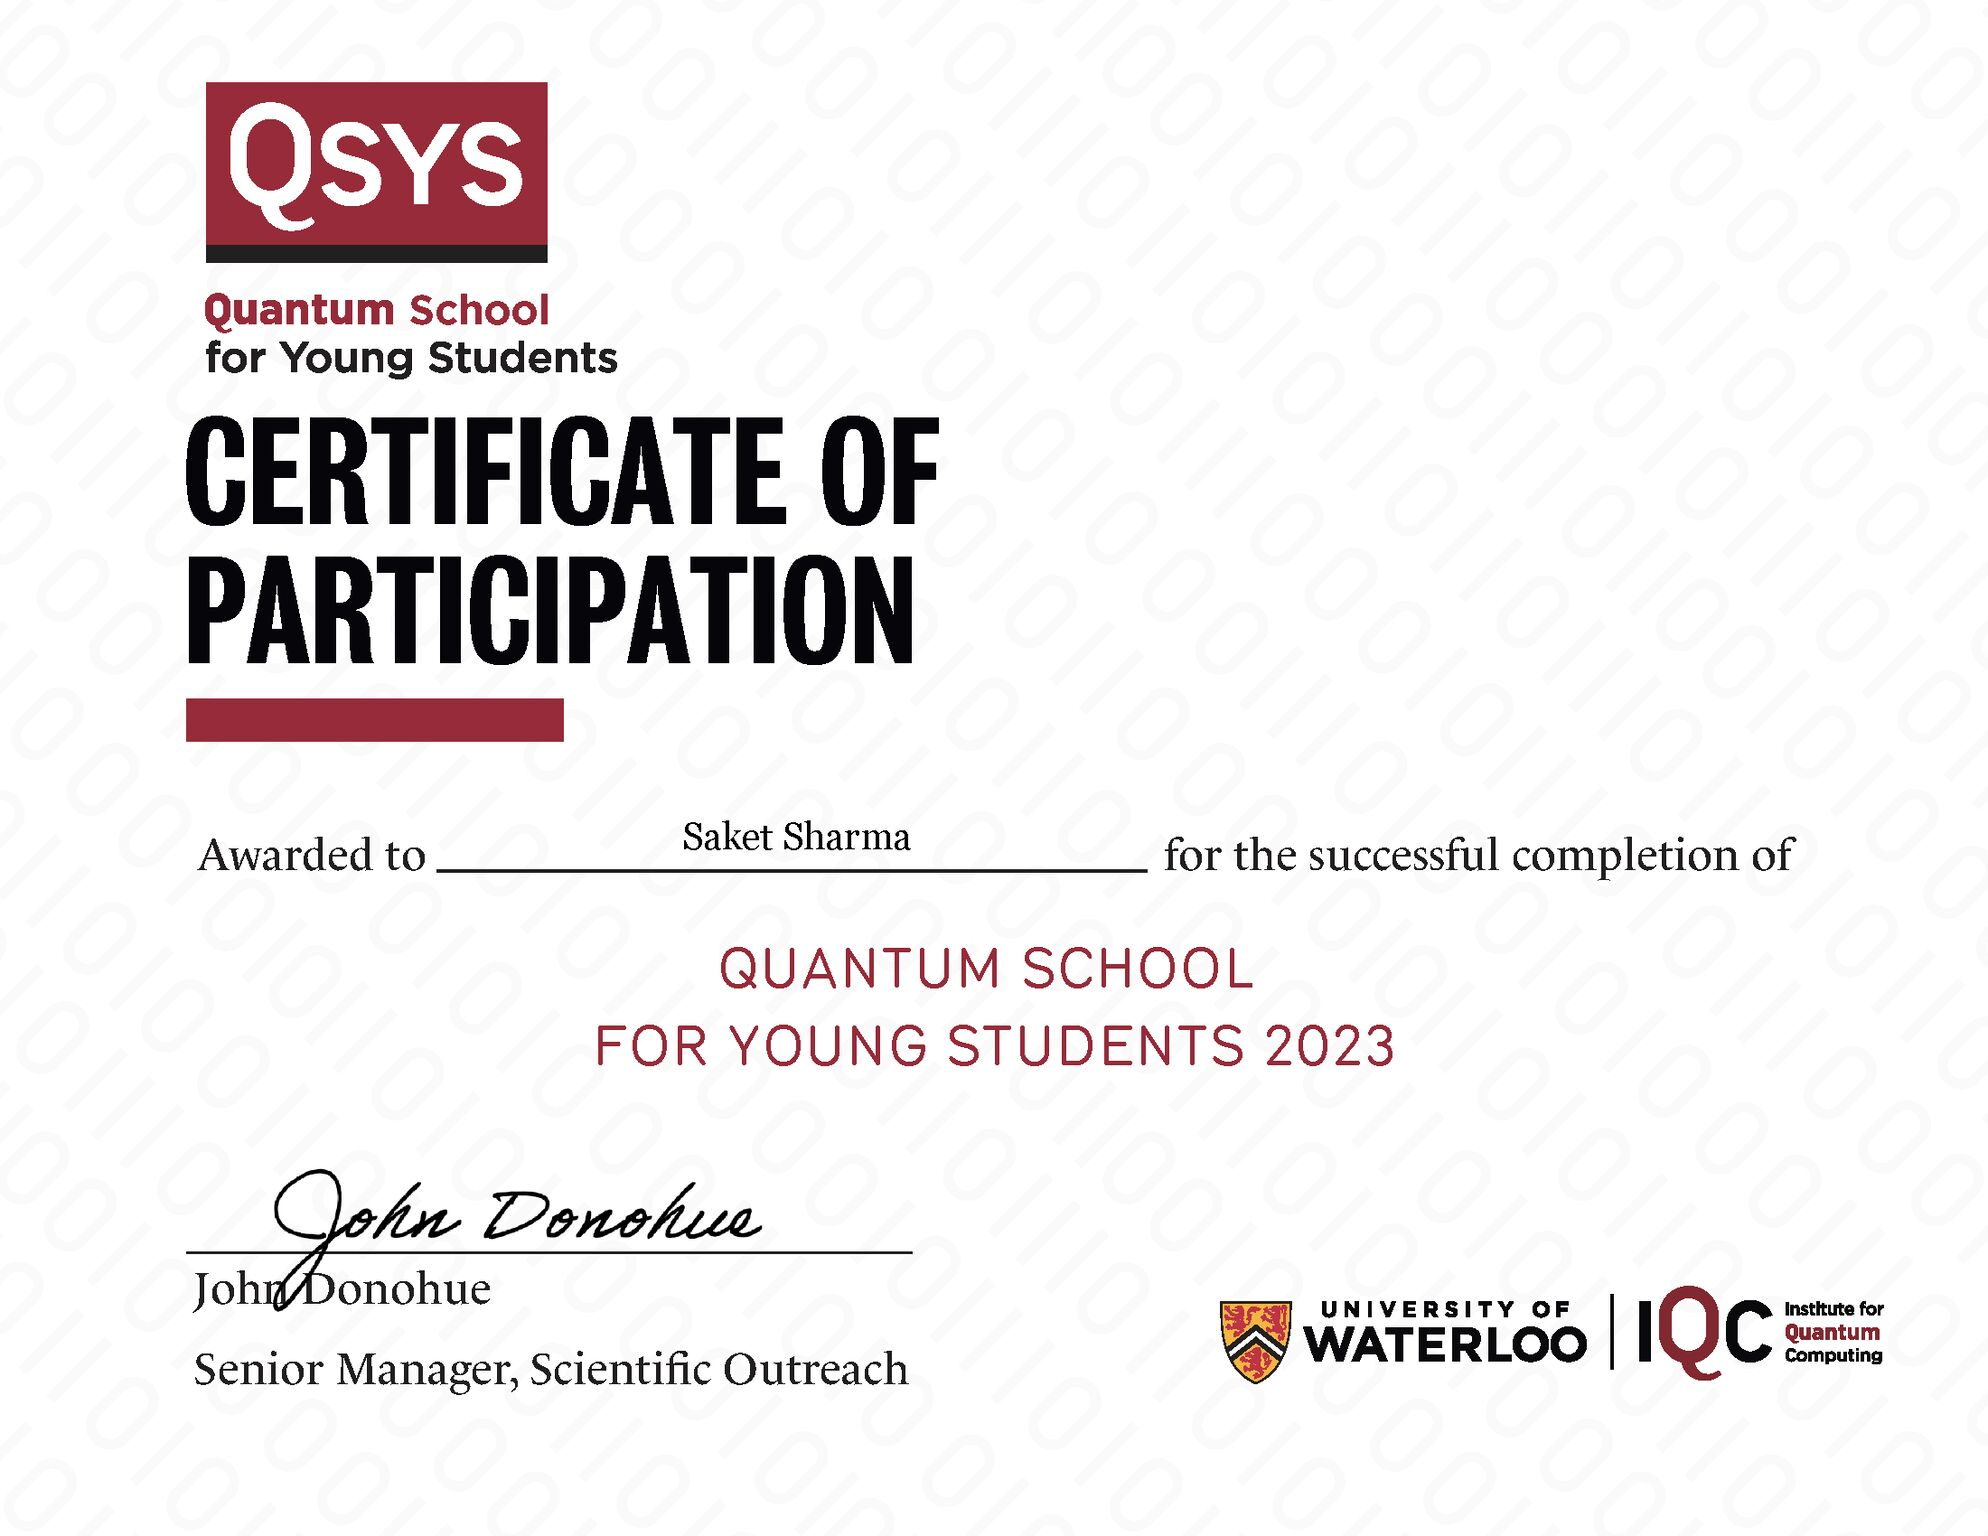 QSYS
Quantum School
for Young Students
CERTIFICATE OF
PARTICIPATION
Awarded to Saket Sharma for the successful completion of
QUANTUM SCHOOL
FOR YOUNG STUDENTS 2023
John Donohue
John Donohue
Senior Manager, Scientific Outreach
UNIVERSITY OF
WATERLOO
IQC
Institute for
Quantum
Computing